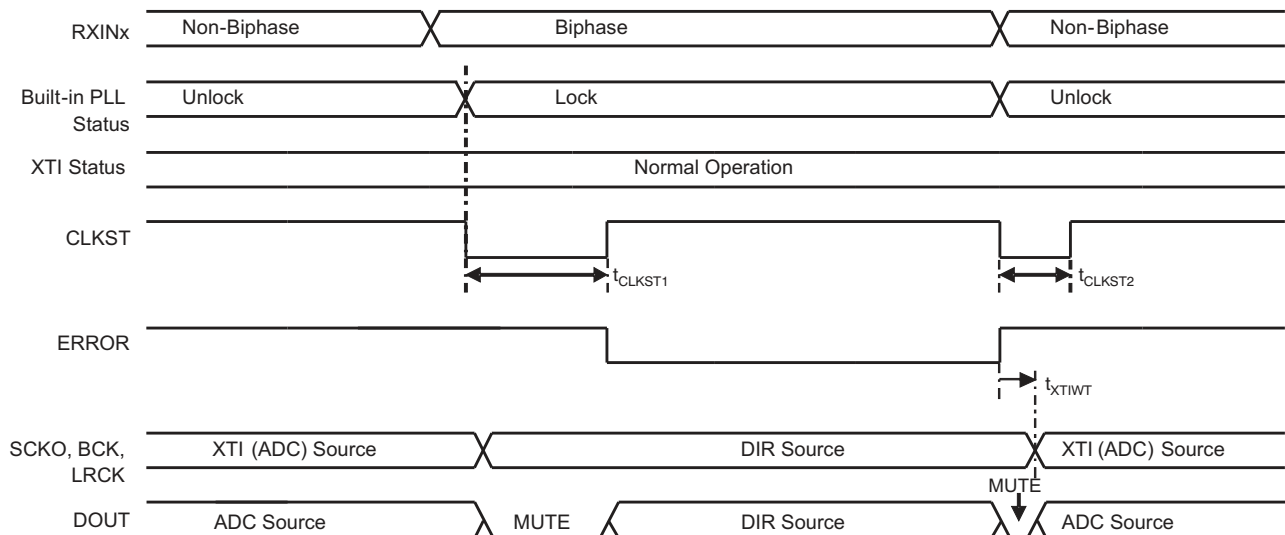 RXINx Non-Biphase Biphase Non-Biphase
Built-in PLL Unlock Lock Unlock
Status
XTI Status Normal Operation
CLKST
tCLKST1 tCLKST2
ERROR
tXTIWT
SCKO, BCK, XTI (ADC) Source DIR Source XTI (ADC) Source
LRCK
MUTE
DOUT ADC Source MUTE DIR Source ADC Source